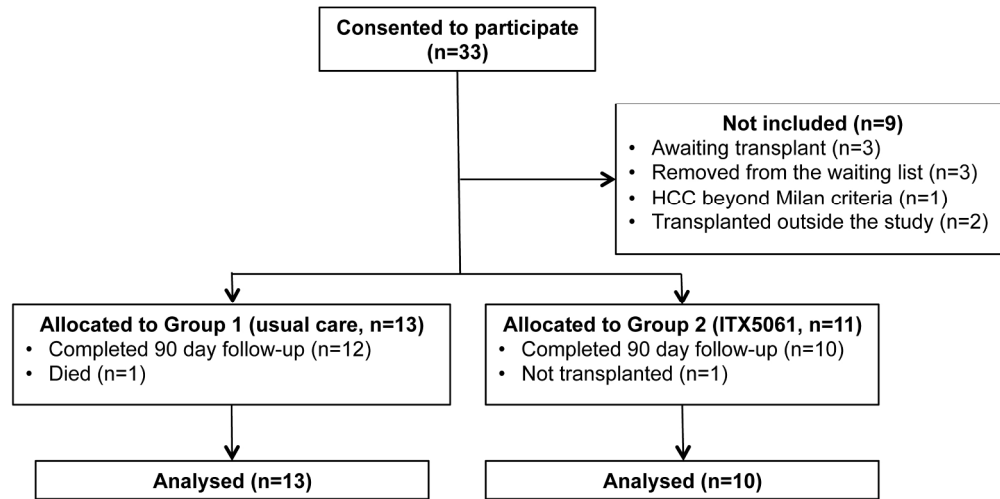 Consented to participate
(n=33)
Not included (n=9)
• Awaiting transplant (n=3)
• Removed from the waiting list (n=3)
• HCC beyond Milan criteria (n=1)
• Transplanted outside the study (n=2)
Allocated to Group 1 (usual care, n=13)
• Completed 90 day follow-up (n=12)
• Died (n=1)
Allocated to Group 2 (ITX5061, n=11)
• Completed 90 day follow-up (n=10)
• Not transplanted (n=1)
Analysed (n=13)
Analysed (n=10)